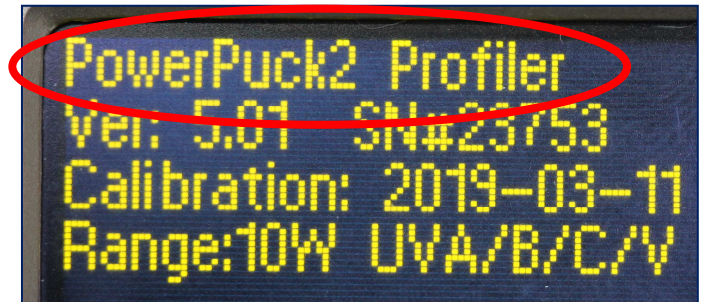 PowerPuck2 Profiler
Ver: 5.01 SN#23753
Calibration: 2019-03-11
Range:10W UVA/B/C/V